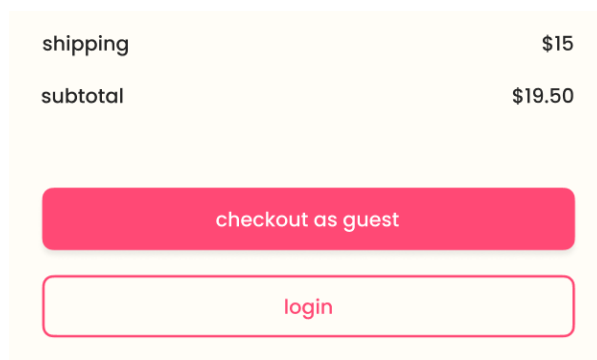 shipping $15
subtotal $19.50
checkout as guest
login